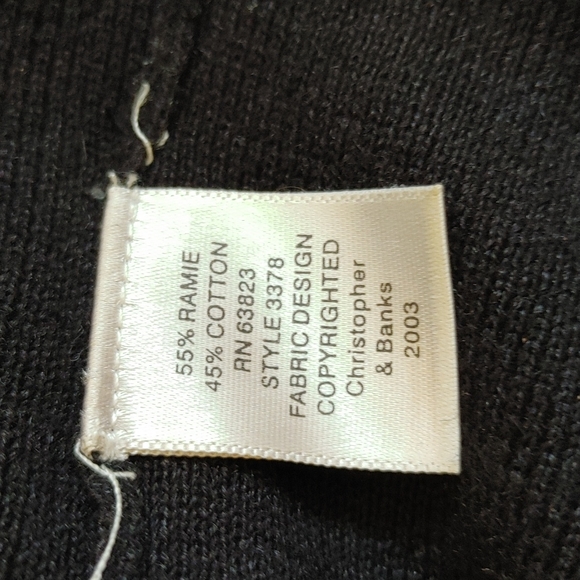 55% RAMIE
45% COTTON
RN 63823
STYLE 3378
FABRIC DESIGN
COPYRIGHTED
Christopher
& Banks
2003